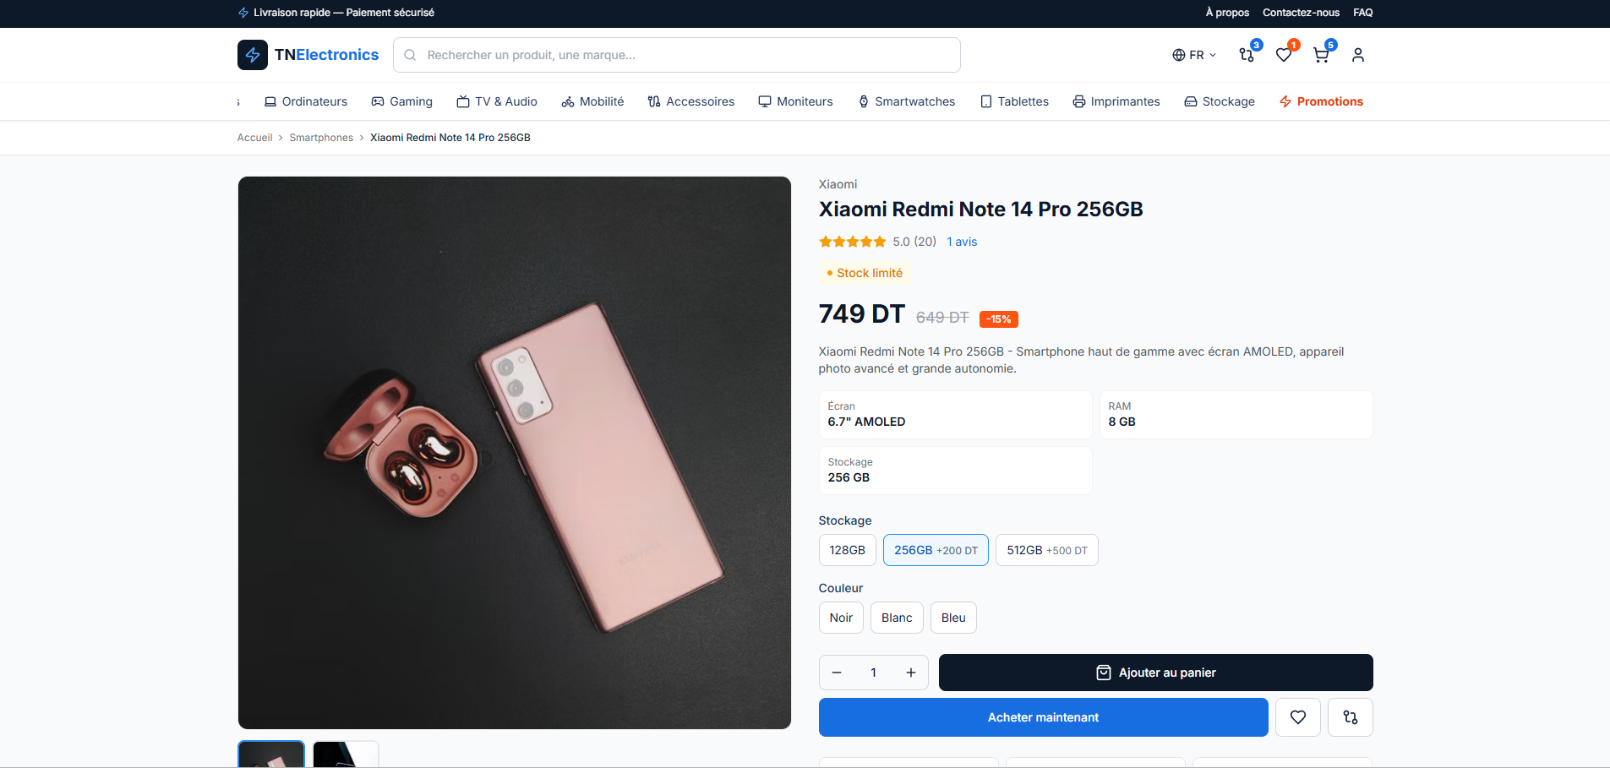 Livraison rapide — Paiement sécurisé
À propos Contactez-nous FAQ
TNElectronics
Rechercher un produit, une marque...
FR
3
1
5
Ordinateurs Gaming TV & Audio Mobilité Accessoires Moniteurs Smartwatches Tablettes Imprimantes Stockage Promotions
Accueil > Smartphones > Xiaomi Redmi Note 14 Pro 256GB
Xiaomi
Xiaomi Redmi Note 14 Pro 256GB
5.0 (20) 1 avis
Stock limité
749 DT 649 DT -15%
Xiaomi Redmi Note 14 Pro 256GB - Smartphone haut de gamme avec écran AMOLED, appareil
photo avancé et grande autonomie.
Écran
6.7" AMOLED
RAM
8 GB
Stockage
256 GB
Stockage
128GB 256GB +200 DT 512GB +500 DT
Couleur
Noir Blanc Bleu
− 1 + Ajouter au panier
Acheter maintenant